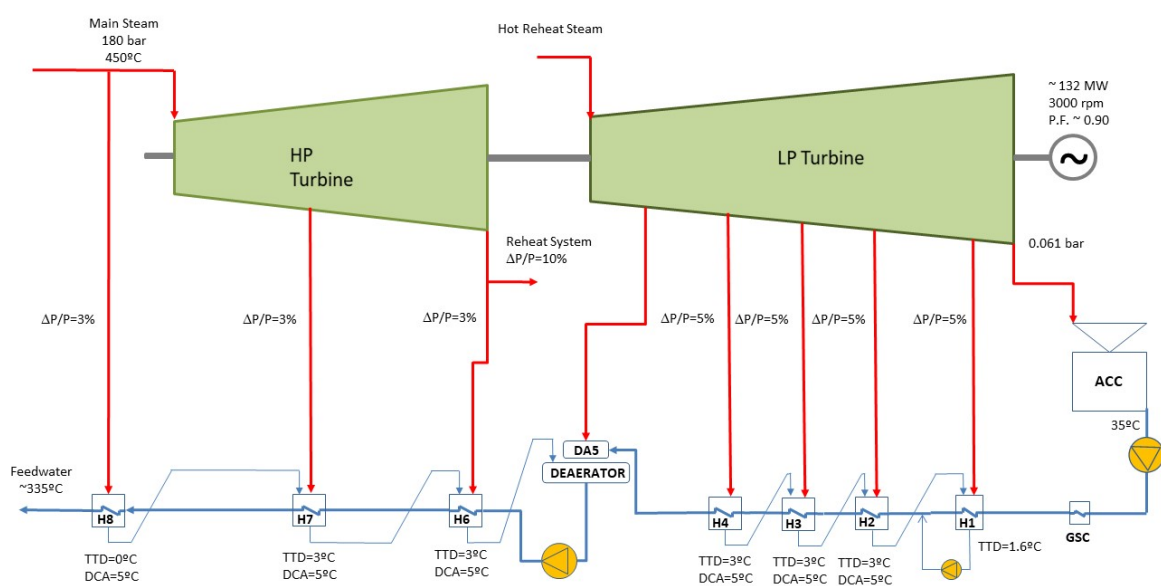 Main Steam
180 bar
450ºC
Hot Reheat Steam
~ 132 MW
3000 rpm
P.F. ~ 0.90
HP
Turbine
LP Turbine
Reheat System
ΔP/P=10%
0.061 bar
ΔP/P=3%
ΔP/P=3%
ΔP/P=3%
ΔP/P=5%
ΔP/P=5%
ΔP/P=5%
ΔP/P=5%
ACC
35ºC
DA5
DEAERATOR
Feedwater
~335ºC
H8
H7
H6
H4
H3
H2
H1
GSC
TTD=0ºC
DCA=5ºC
TTD=3ºC
DCA=5ºC
TTD=3ºC
DCA=5ºC
TTD=3ºC
DCA=5ºC
TTD=3ºC
DCA=5ºC
TTD=3ºC
DCA=5ºC
TTD=1.6ºC